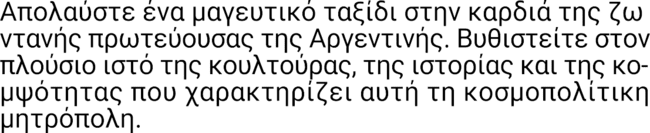 Απολαύστε ένα μαγευτικό ταξίδι στην καρδιά της ζω
ντανής πρωτεύουσας της Αργεντινής. Βυθιστείτε στον
πλούσιο ιστό της κουλτούρας, της ιστορίας και της κο-
μψότητας που χαρακτηρίζει αυτή τη κοσμοπολίτικη
μητρόπολη.